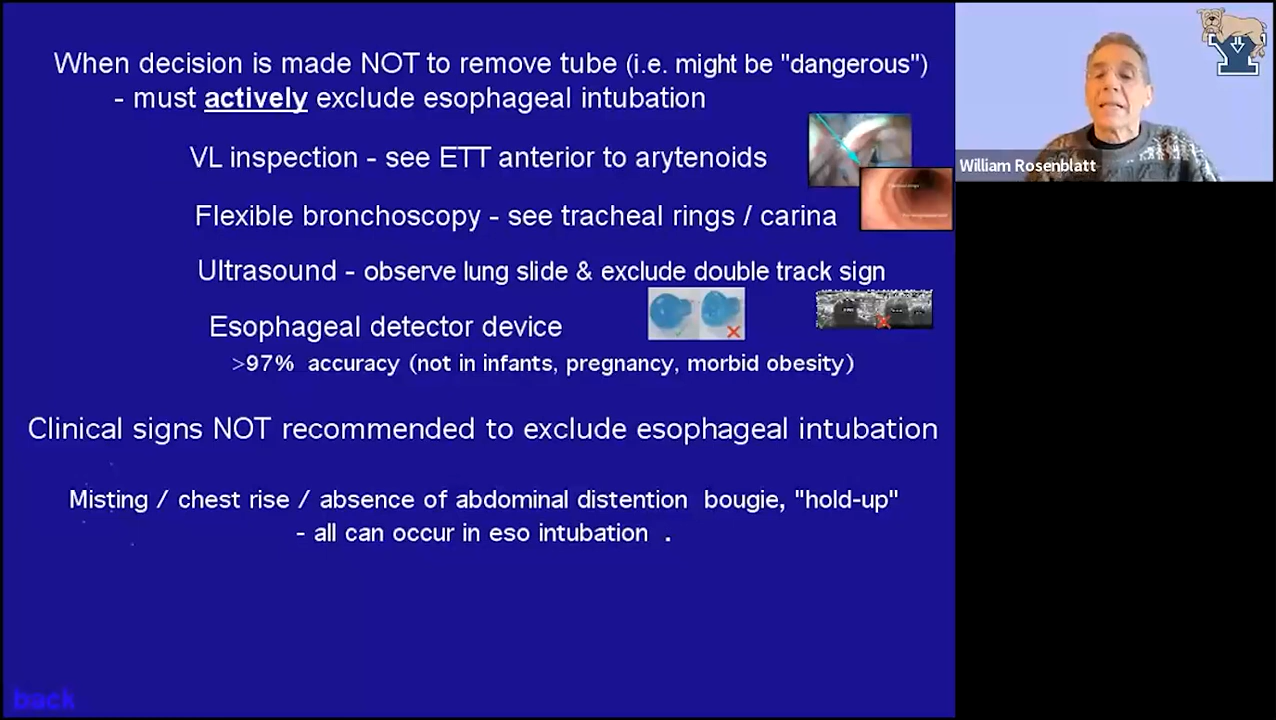 When decision is made NOT to remove tube (i.e. might be "dangerous")
- must actively exclude esophageal intubation
VL inspection - see ETT anterior to arytenoids
Flexible bronchoscopy - see tracheal rings / carina
Ultrasound - observe lung slide & exclude double track sign
Esophageal detector device
>97% accuracy (not in infants, pregnancy, morbid obesity)
Clinical signs NOT recommended to exclude esophageal intubation
Misting / chest rise / absence of abdominal distention bougie, "hold-up"
- all can occur in eso intubation .
back
William Rosenblatt
Y